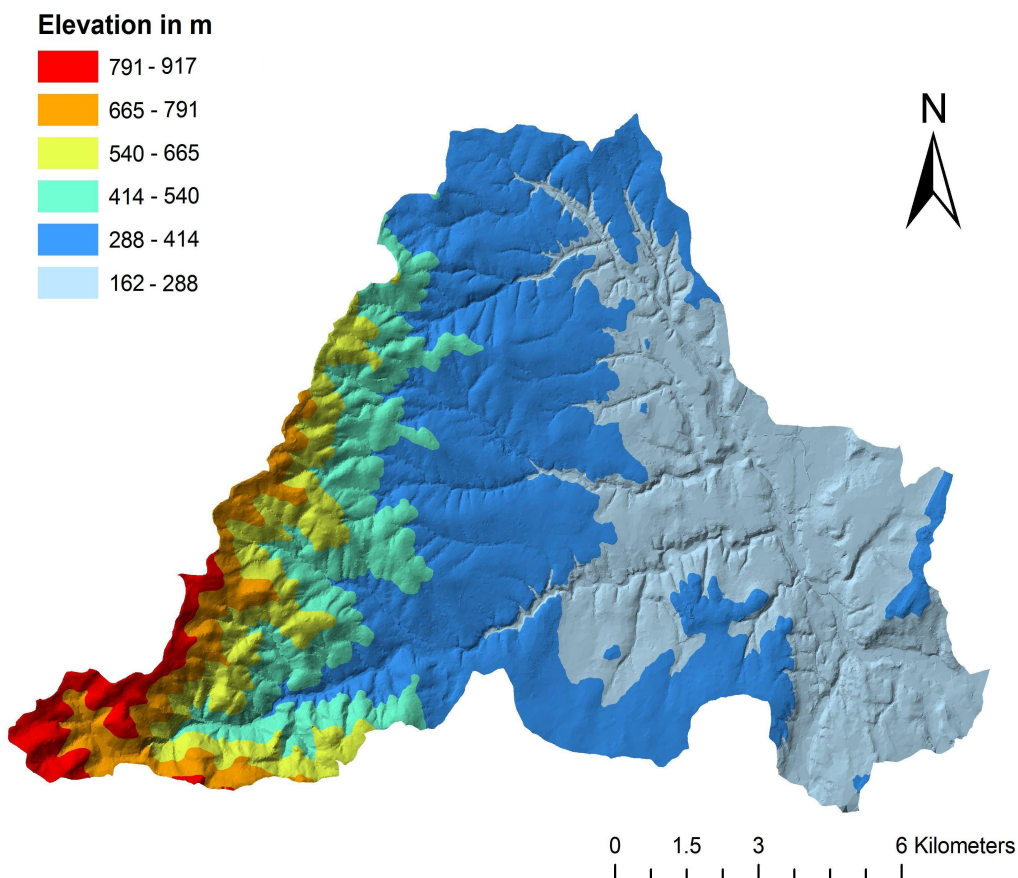 Elevation in m
791 - 917
665 - 791
540 - 665
414 - 540
288 - 414
162 - 288
N
0 1.5 3 6 Kilometers